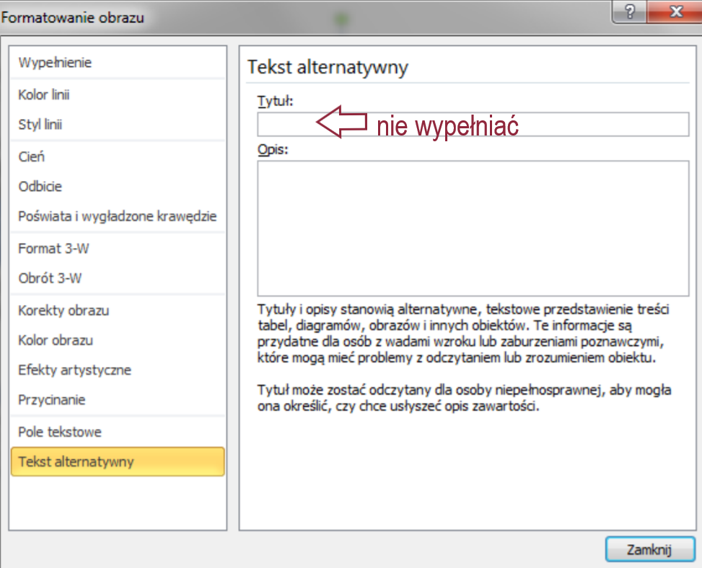 Formatowanie obrazu
Wypełnienie
Kolor linii
Styl linii
Cień
Odbicie
Poświata i wygładzone krawędzie
Format 3-W
Obrót 3-W
Korekty obrazu
Kolor obrazu
Efekty artystyczne
Przycinanie
Pole tekstowe
Tekst alternatywny
Tekst alternatywny
Tytuł:
nie wypełniać
Opis:
Tytuły i opisy stanowią alternatywne, tekstowe przedstawienie treści
tabel, diagramów, obrazów i innych obiektów. Te informacje są
przydatne dla osób z wadami wzroku lub zaburzeniami poznawczymi,
które mogą mieć problemy z odczytaniem lub zrozumieniem obiektu.
Tytuł może zostać odczytany dla osoby niepełnosprawnej, aby mogła
ona określić, czy chce usłyszeć opis zawartości.
Zamknij